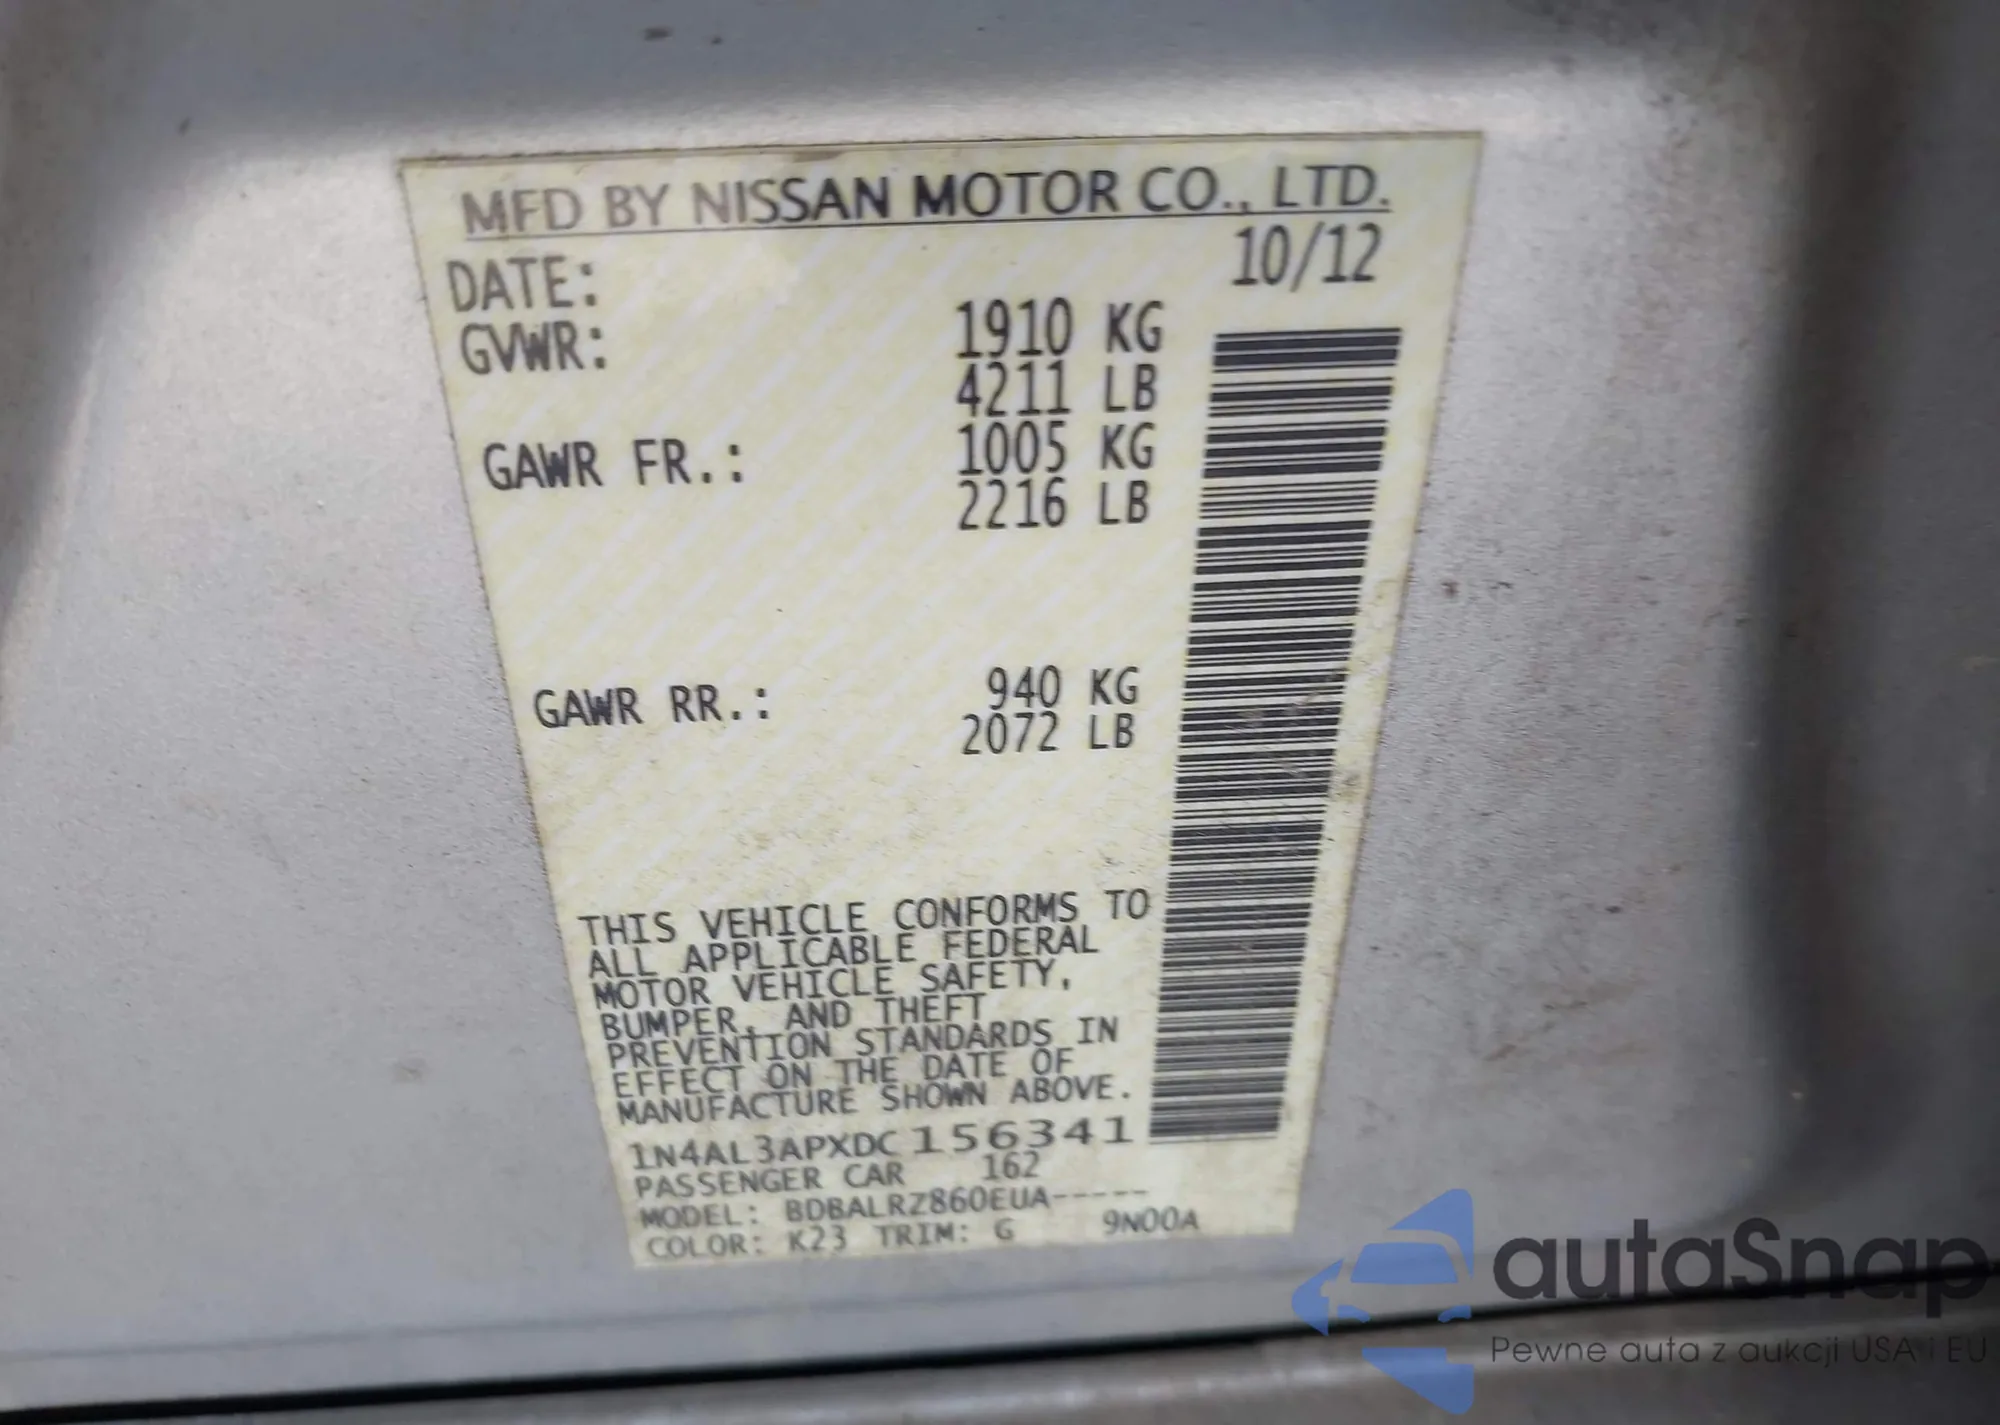 MFD BY NISSAN MOTOR CO., LTD.
DATE: 10/12
GVWR: 1910 KG
4211 LB
GAWR FR.: 1005 KG
2216 LB
GAWR RR.: 940 KG
2072 LB
THIS VEHICLE CONFORMS TO
ALL APPLICABLE FEDERAL
MOTOR VEHICLE SAFETY,
BUMPER, AND THEFT
PREVENTION STANDARDS IN
EFFECT ON THE DATE OF
MANUFACTURE SHOWN ABOVE.
1N4AL3APXDC156341
PASSENGER CAR 162
MODEL: BDBALRZ860EUA-----
COLOR: K23 TRIM: G 9N00A
autaSnap
Pewne auta z aukcji USA i EU